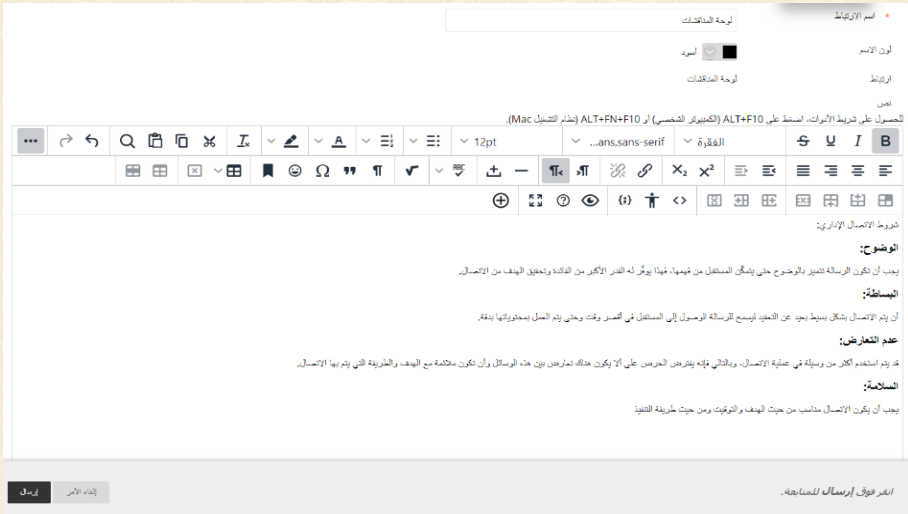 * اسم الارتباط
لوحة المناقشات
لون الاسم
أسود
ارتباط
لوحة المناقشات
نص
للحصول على شريط الأدوات، اضغط على ALT+F10 (الكمبيوتر الشخصي) أو ALT+FN+F10 (نظام التشغيل Mac).
B I U S الفقرة ...ans,sans-serif 12pt
شروط الاتصال الإداري:
الوضوح:
يجب أن تكون الرسالة تتميز بالوضوح حتى يتمكّن المستقبل من فهمها، فهذا يوفّر له القدر الأكبر من الفائدة وتحقيق الهدف من الاتصال.
البساطة:
أن يتم الاتصال بشكل بسيط بعيد عن التعقيد ليسمح للرسالة الوصول إلى المستقبل في أقصر وقت وحتى يتم العمل بمحتوياتها بدقة.
عدم التعارض:
قد يتم استخدم أكثر من وسيلة في عملية الاتصال، وبالتالي فإنه يفترض الحرص على ألا يكون هناك تعارض بين هذه الوسائل وأن تكون ملائمة مع الهدف والطريقة التي يتم بها الاتصال.
السلامة:
يجب أن يكون الاتصال مناسب من حيث الهدف والتوقيت ومن حيث طريقة التنفيذ
انقر فوق إرسال للمتابعة.
إلغاء الأمر
إرسال